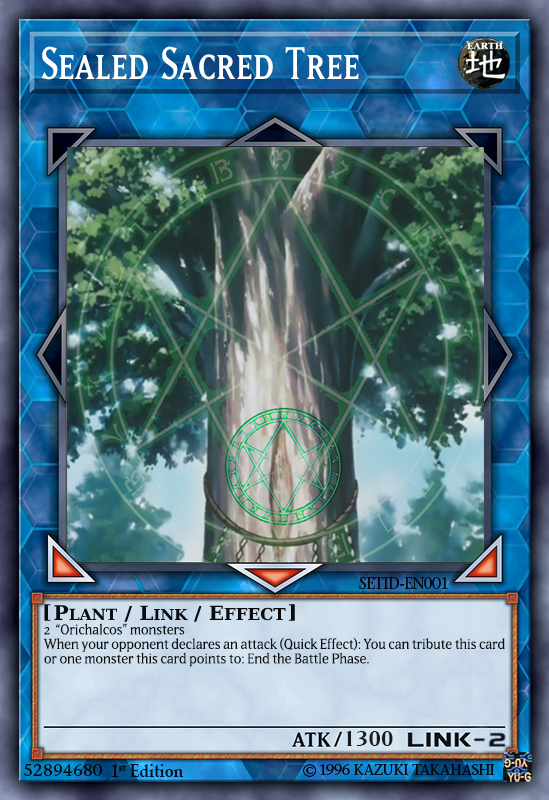 Sealed Sacred Tree
EARTH
地
SETID-EN001
[Plant / Link / Effect]
2 "Orichalcos" monsters
When your opponent declares an attack (Quick Effect): You can tribute this card
or one monster this card points to: End the Battle Phase.
ATK/1300 LINK-2
52894680 1st Edition © 1996 KAZUKI TAKAHASHI